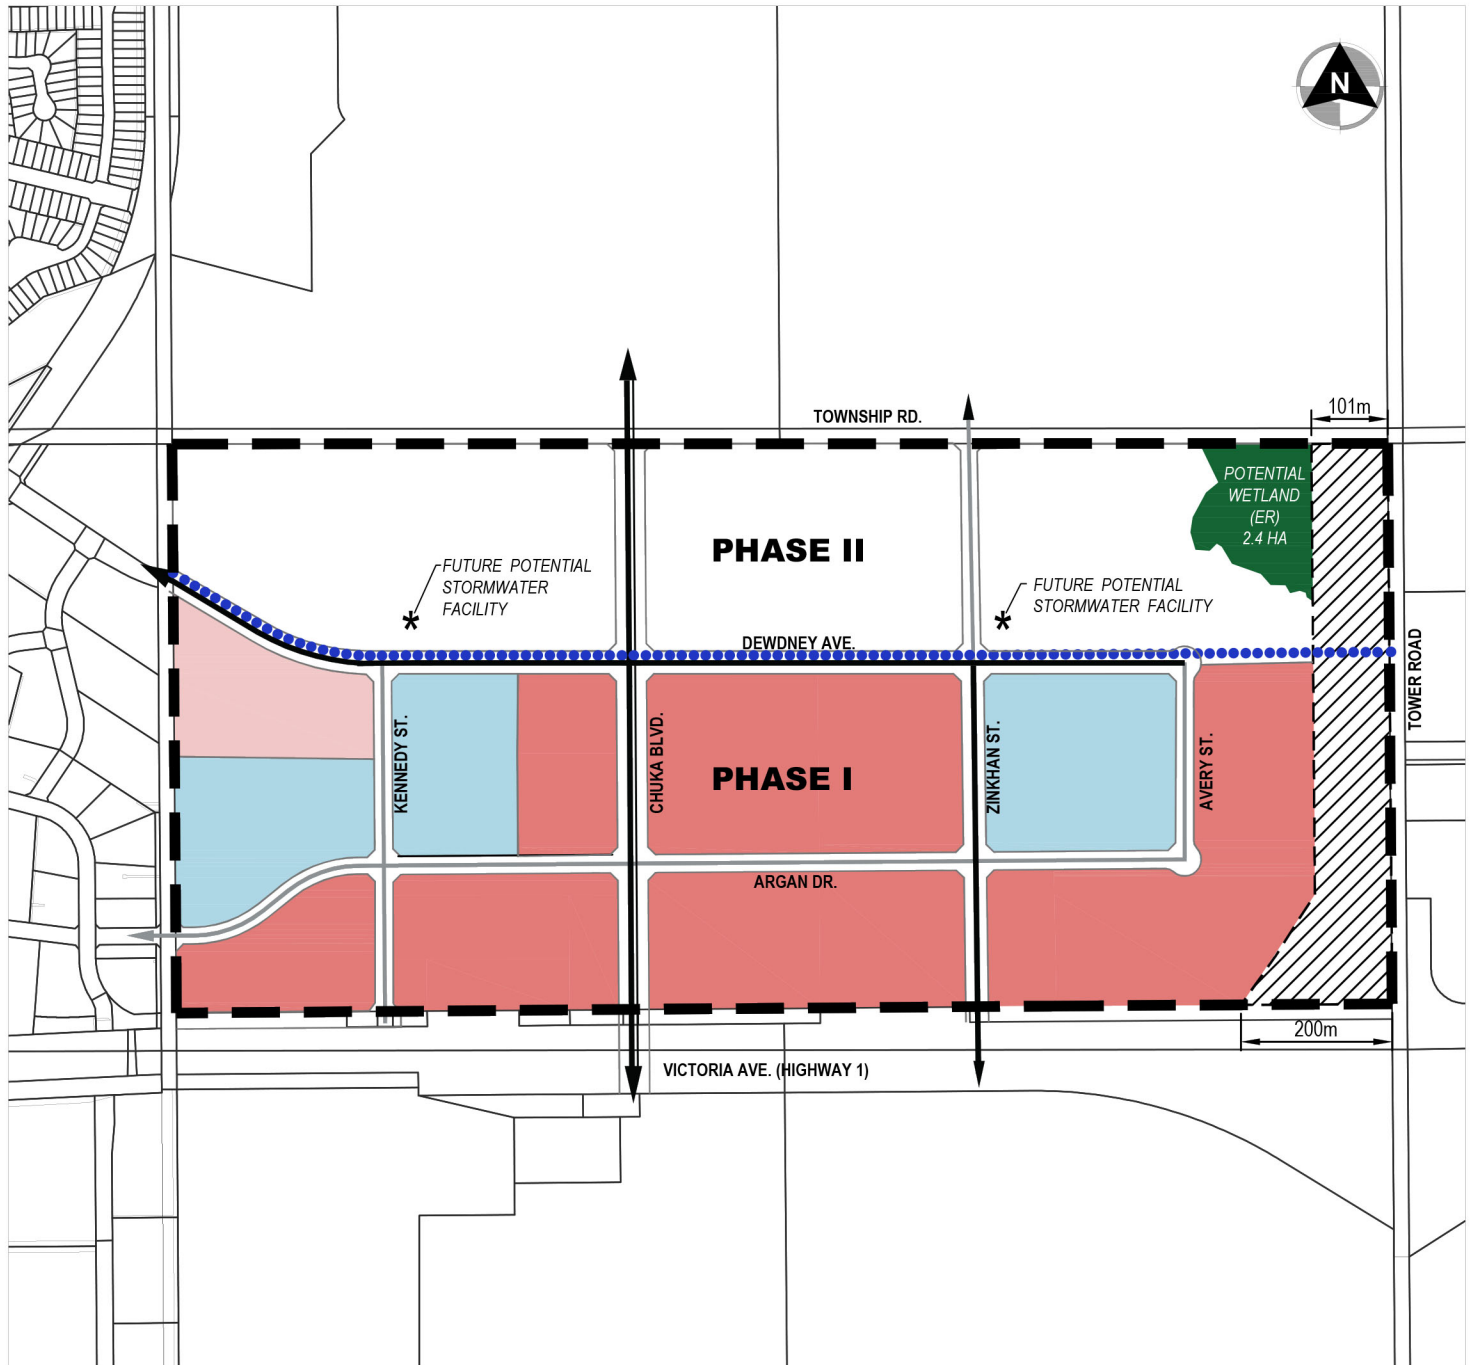 N
101m
TOWNSHIP RD.
POTENTIAL
WETLAND
(ER)
2.4 HA
PHASE II
FUTURE POTENTIAL
STORMWATER
FACILITY
*
FUTURE POTENTIAL
STORMWATER FACILITY
*
DEWDNEY AVE.
TOWER ROAD
KENNEDY ST.
CHUKA BLVD.
PHASE I
ZINKHAN ST.
AVERY ST.
ARGAN DR.
200m
VICTORIA AVE. (HIGHWAY 1)